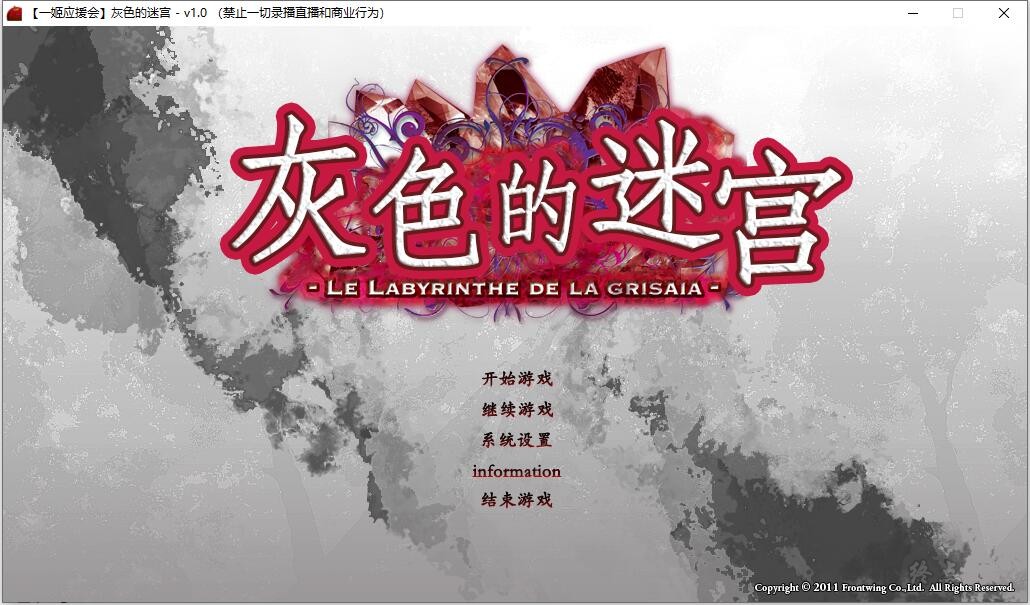 【一姬应援会】灰色的迷宫 - v1.0 （禁止一切录播直播和商业行为）
灰色的迷宫
- LE LABYRINTHE DE LA GRISAIA -
开始游戏
继续游戏
系统设置
information
结束游戏
Copyright © 2011 Frontwing Co.,Ltd. All Rights Reserved.